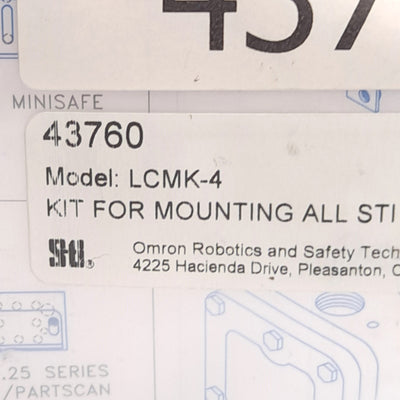 437
MINISAFE
43760
Model: LCMK-4
KIT FOR MOUNTING ALL STI
Sti® Omron Robotics and Safety Tech
4225 Hacienda Drive, Pleasanton, C
.25 SERIES
/PARTSCAN